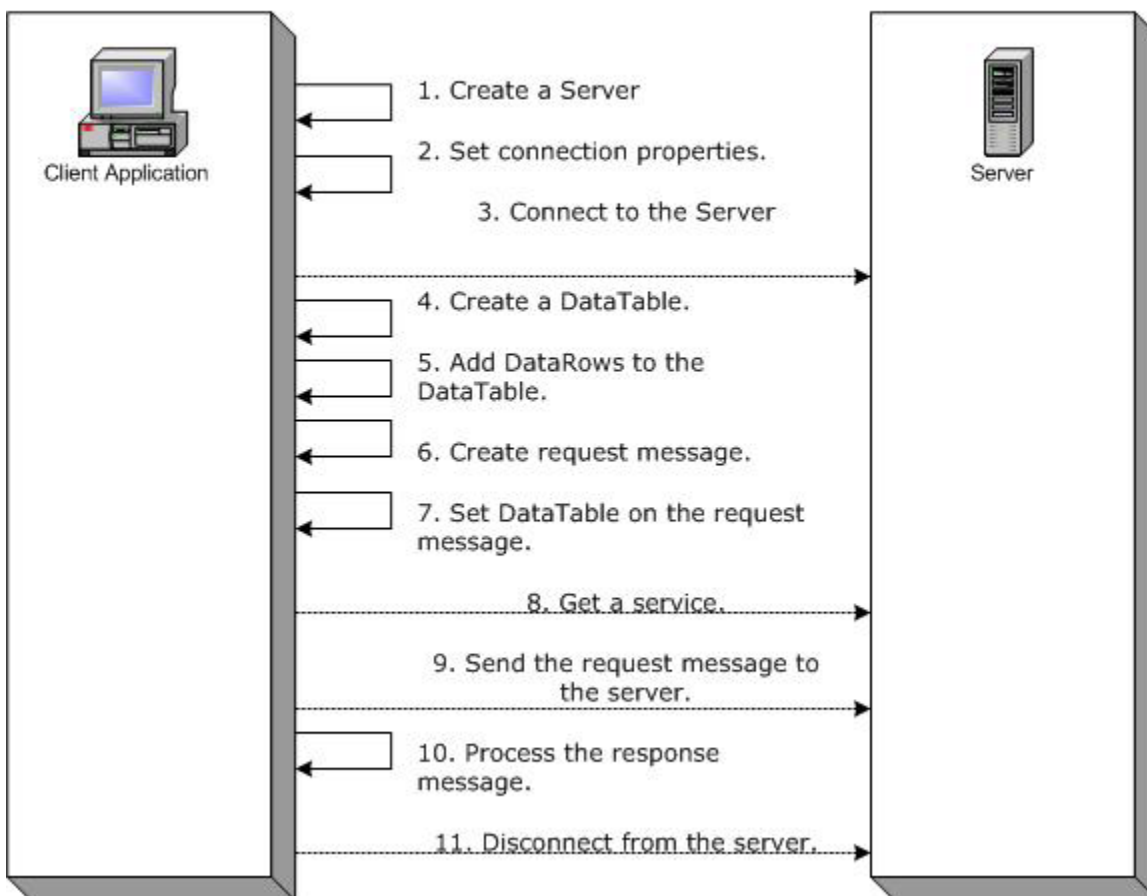 Client Application
Server
1. Create a Server
2. Set connection properties.
3. Connect to the Server
4. Create a DataTable.
5. Add DataRows to the
DataTable.
6. Create request message.
7. Set DataTable on the request
message.
8. Get a service.
9. Send the request message to
the server.
10. Process the response
message.
11. Disconnect from the server.